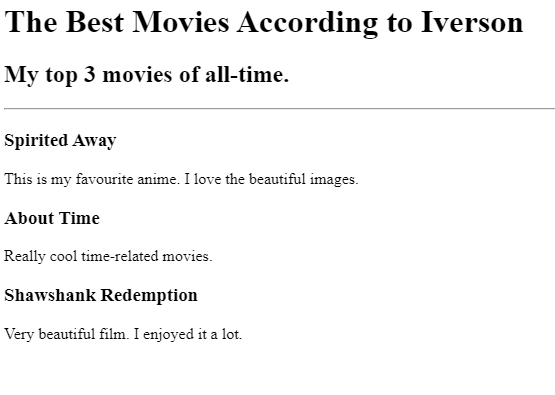 The Best Movies According to Iverson
My top 3 movies of all-time.
Spirited Away
This is my favourite anime. I love the beautiful images.
About Time
Really cool time-related movies.
Shawshank Redemption
Very beautiful film. I enjoyed it a lot.